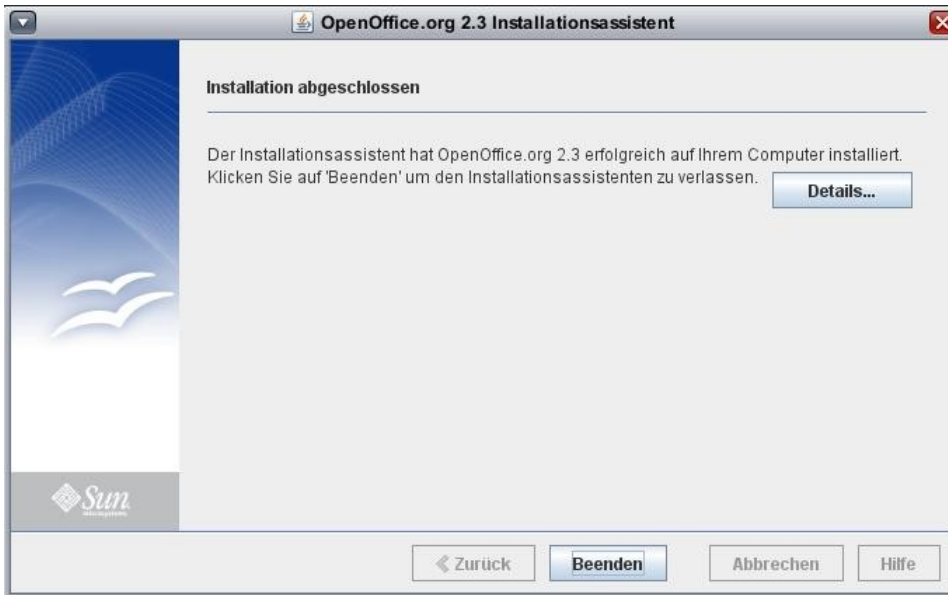 OpenOffice.org 2.3 Installationsassistent
Installation abgeschlossen
Der Installationsassistent hat OpenOffice.org 2.3 erfolgreich auf Ihrem Computer installiert.
Klicken Sie auf 'Beenden' um den Installationsassistenten zu verlassen.
Details...
Sun
microsystems
Zurück
Beenden
Abbrechen
Hilfe